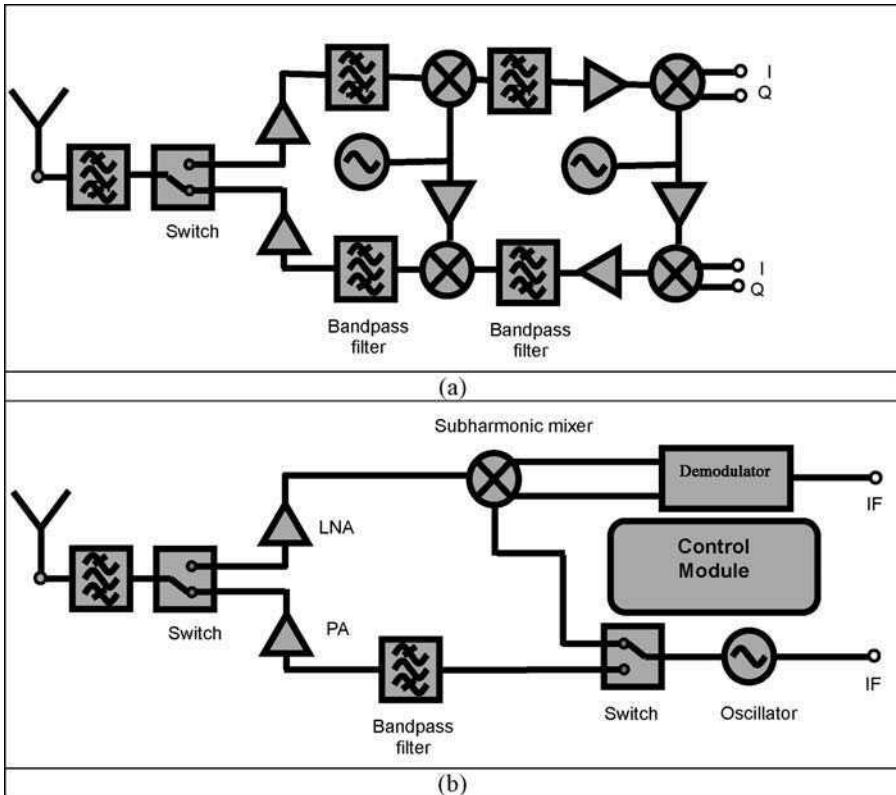 I
Q
Switch
I
Q
Bandpass
filter
Bandpass
filter
(a)
Subharmonic mixer
Demodulator
IF
LNA
Control
Module
Switch
PA
Bandpass
filter
Switch
Oscillator
IF
(b)